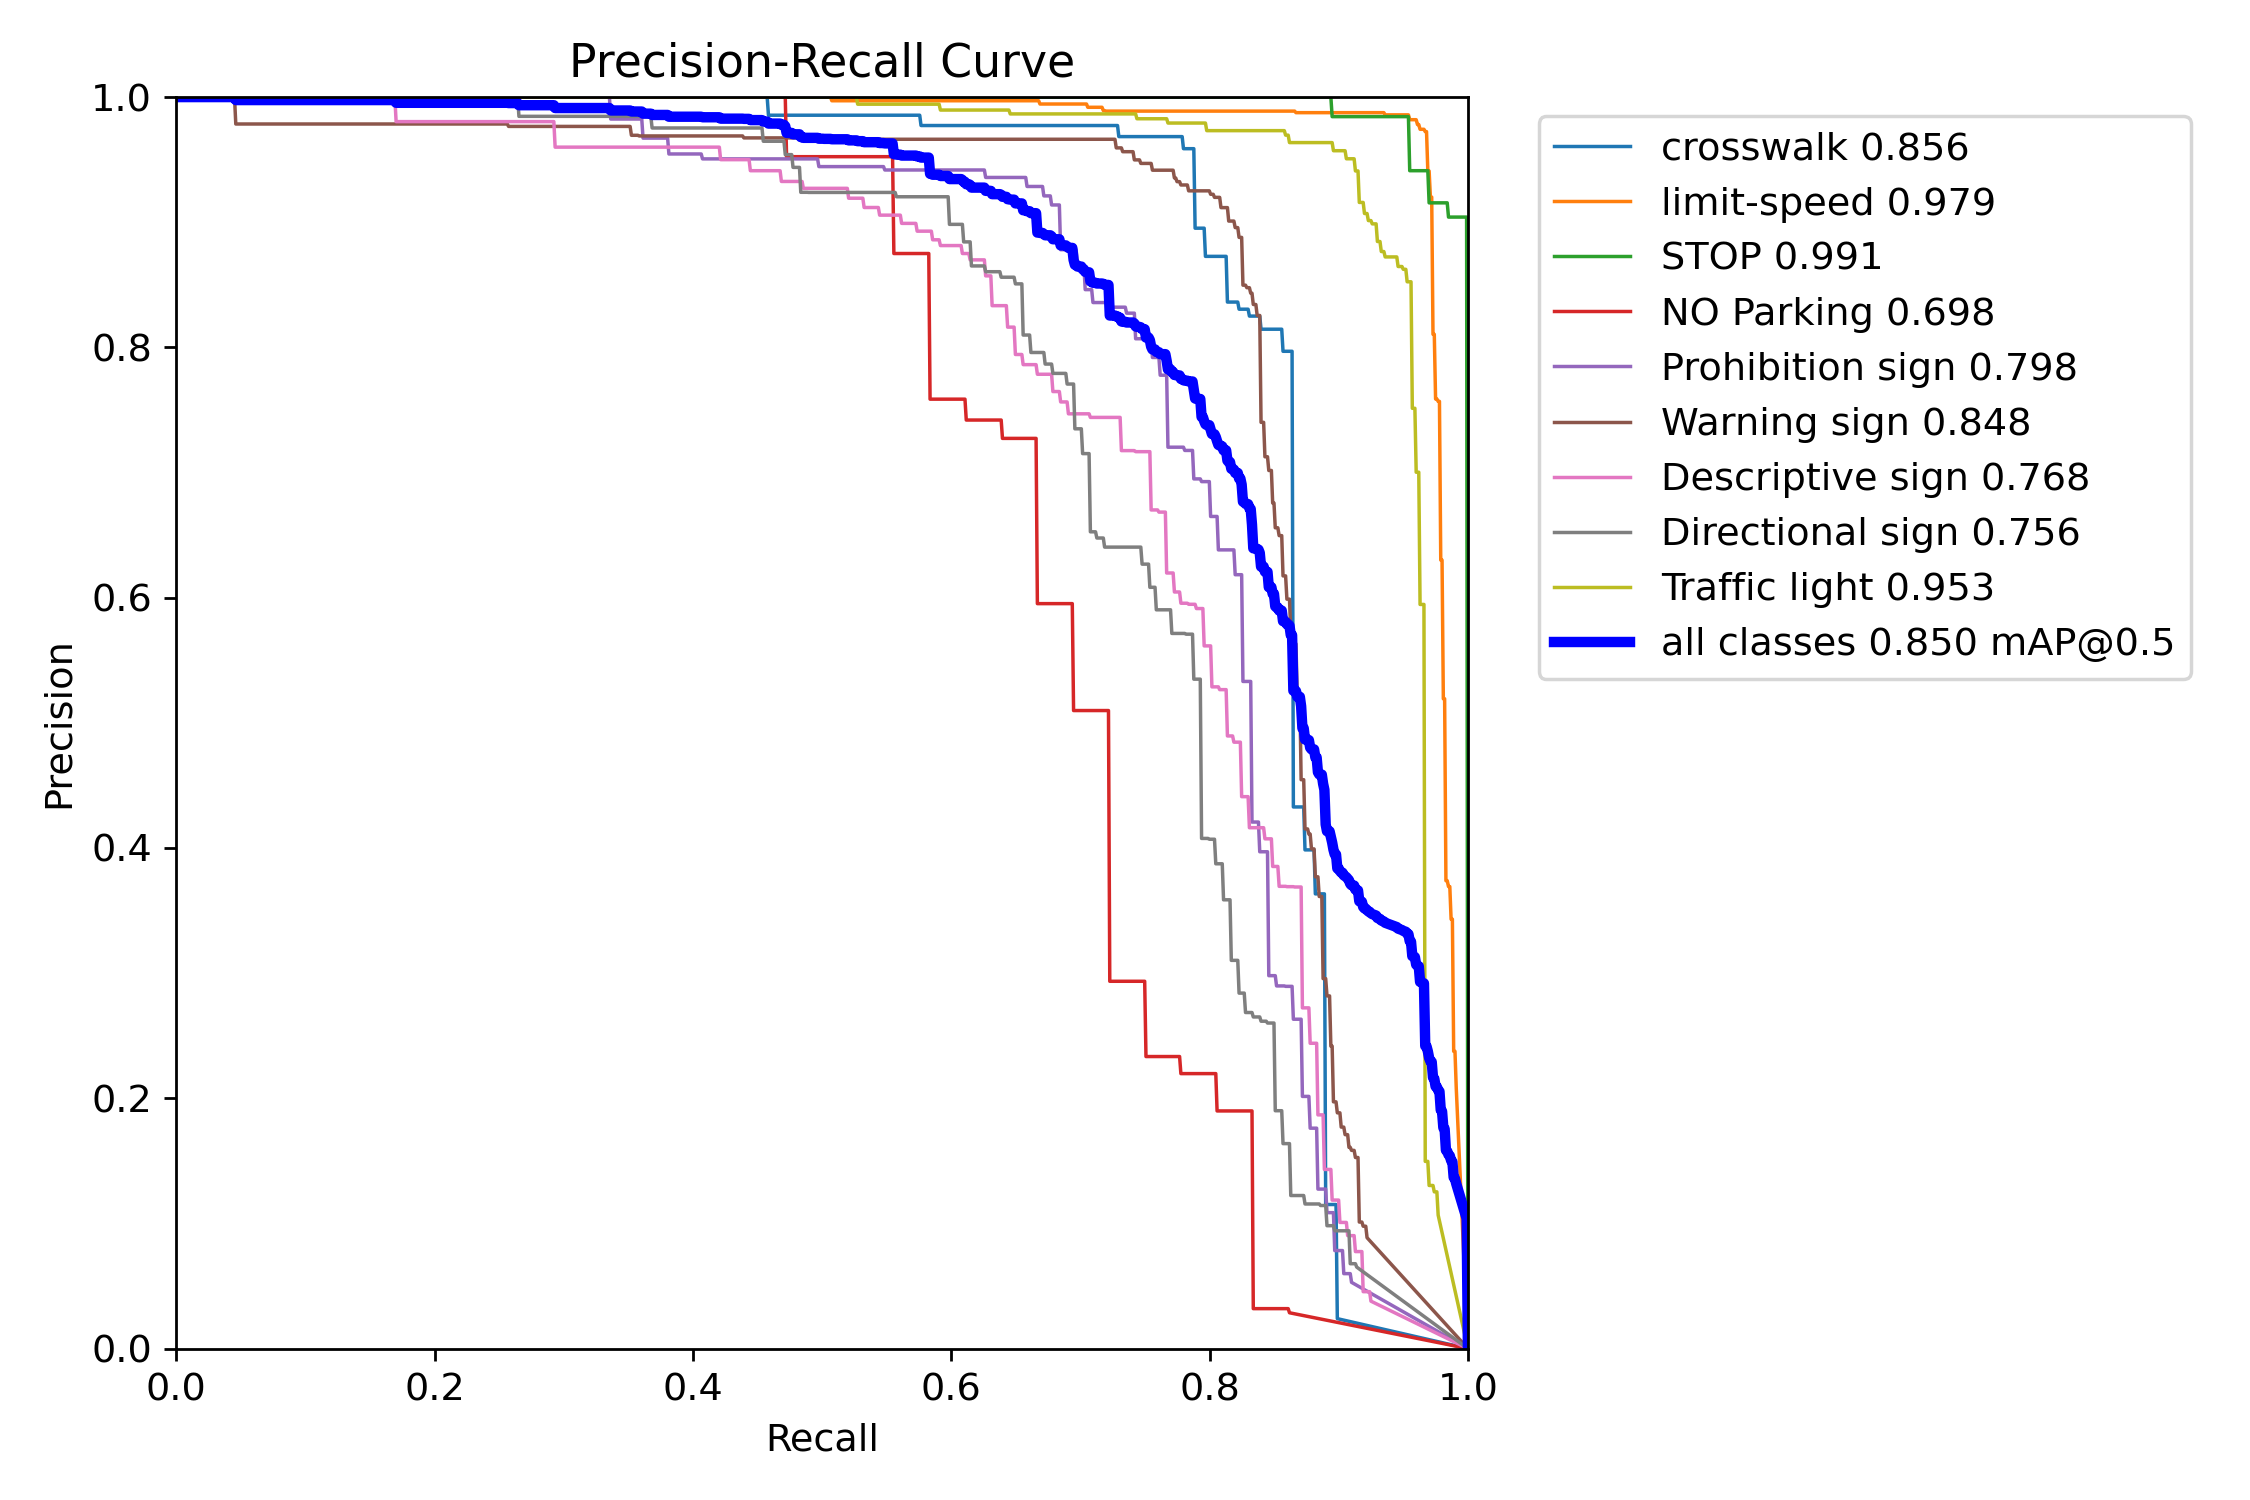 Precision-Recall Curve
1.0
0.8
0.6
0.4
0.2
0.0
Precision
0.0 0.2 0.4 0.6 0.8 1.0
Recall
crosswalk 0.856
limit-speed 0.979
STOP 0.991
NO Parking 0.698
Prohibition sign 0.798
Warning sign 0.848
Descriptive sign 0.768
Directional sign 0.756
Traffic light 0.953
all classes 0.850 mAP@0.5